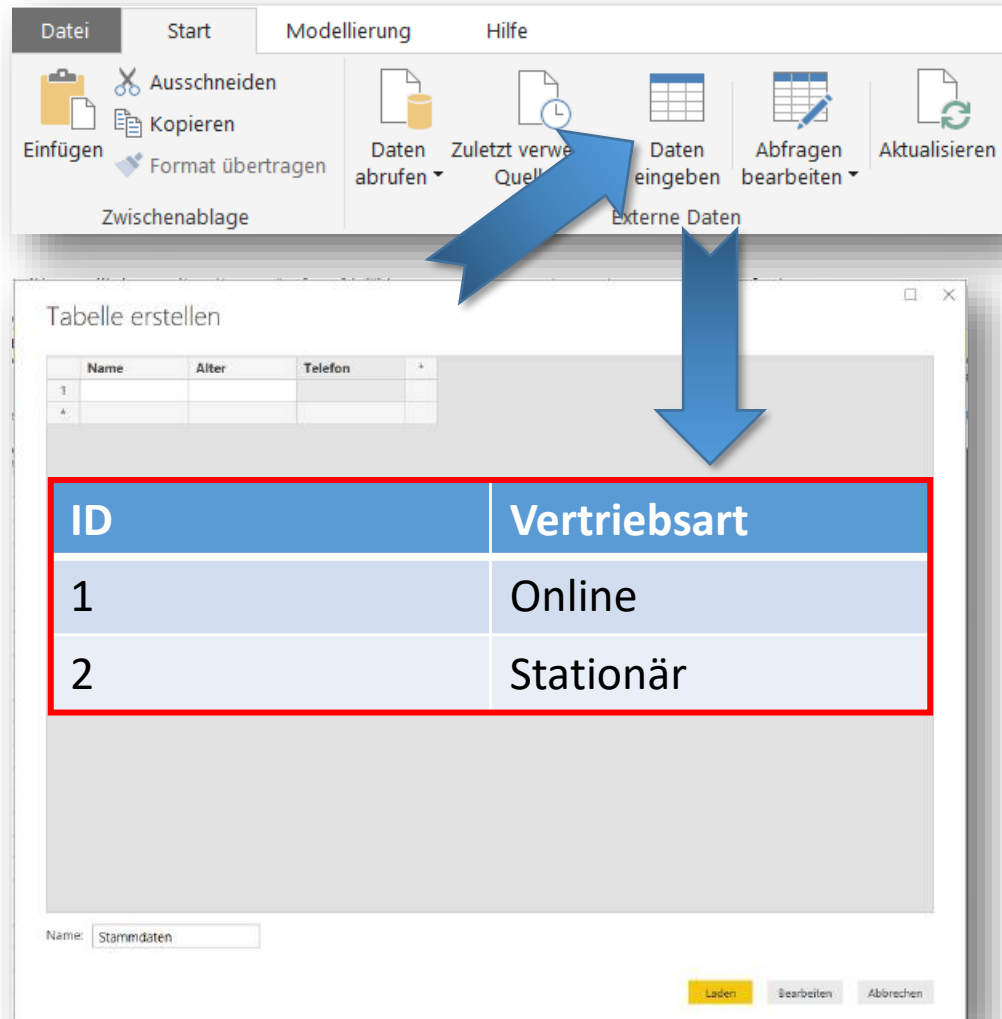 Datei Start Modellierung Hilfe
Ausschneiden
Kopieren
Einfügen
Format übertragen
Daten abrufen
Zuletzt
Daten eingeben
Abfragen bearbeiten
Aktualisieren
Zwischenablage
Externe Daten
Tabelle erstellen
Name Alter Telefon *
1
*
ID Vertriebsart
1 Online
2 Stationär
Name: Stammdaten
Laden Bearbeiten Abbrechen